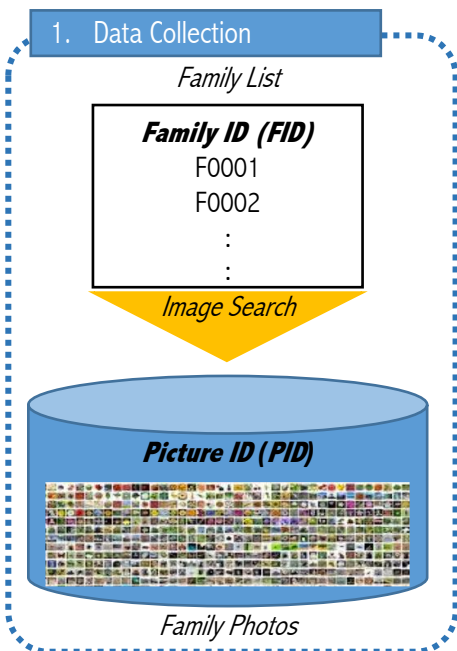 1. Data Collection
Family List
Family ID (FID)
F0001
F0002
:
:
Image Search
Picture ID (PID)
Family Photos